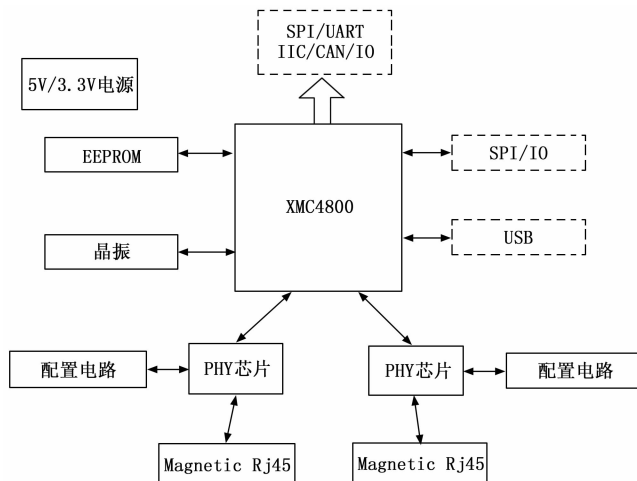 SPI/UART
IIC/CAN/IO
5V/3.3V电源
EEPROM
XMC4800
SPI/IO
晶振
USB
配置电路
PHY芯片
PHY芯片
配置电路
Magnetic Rj45
Magnetic Rj45